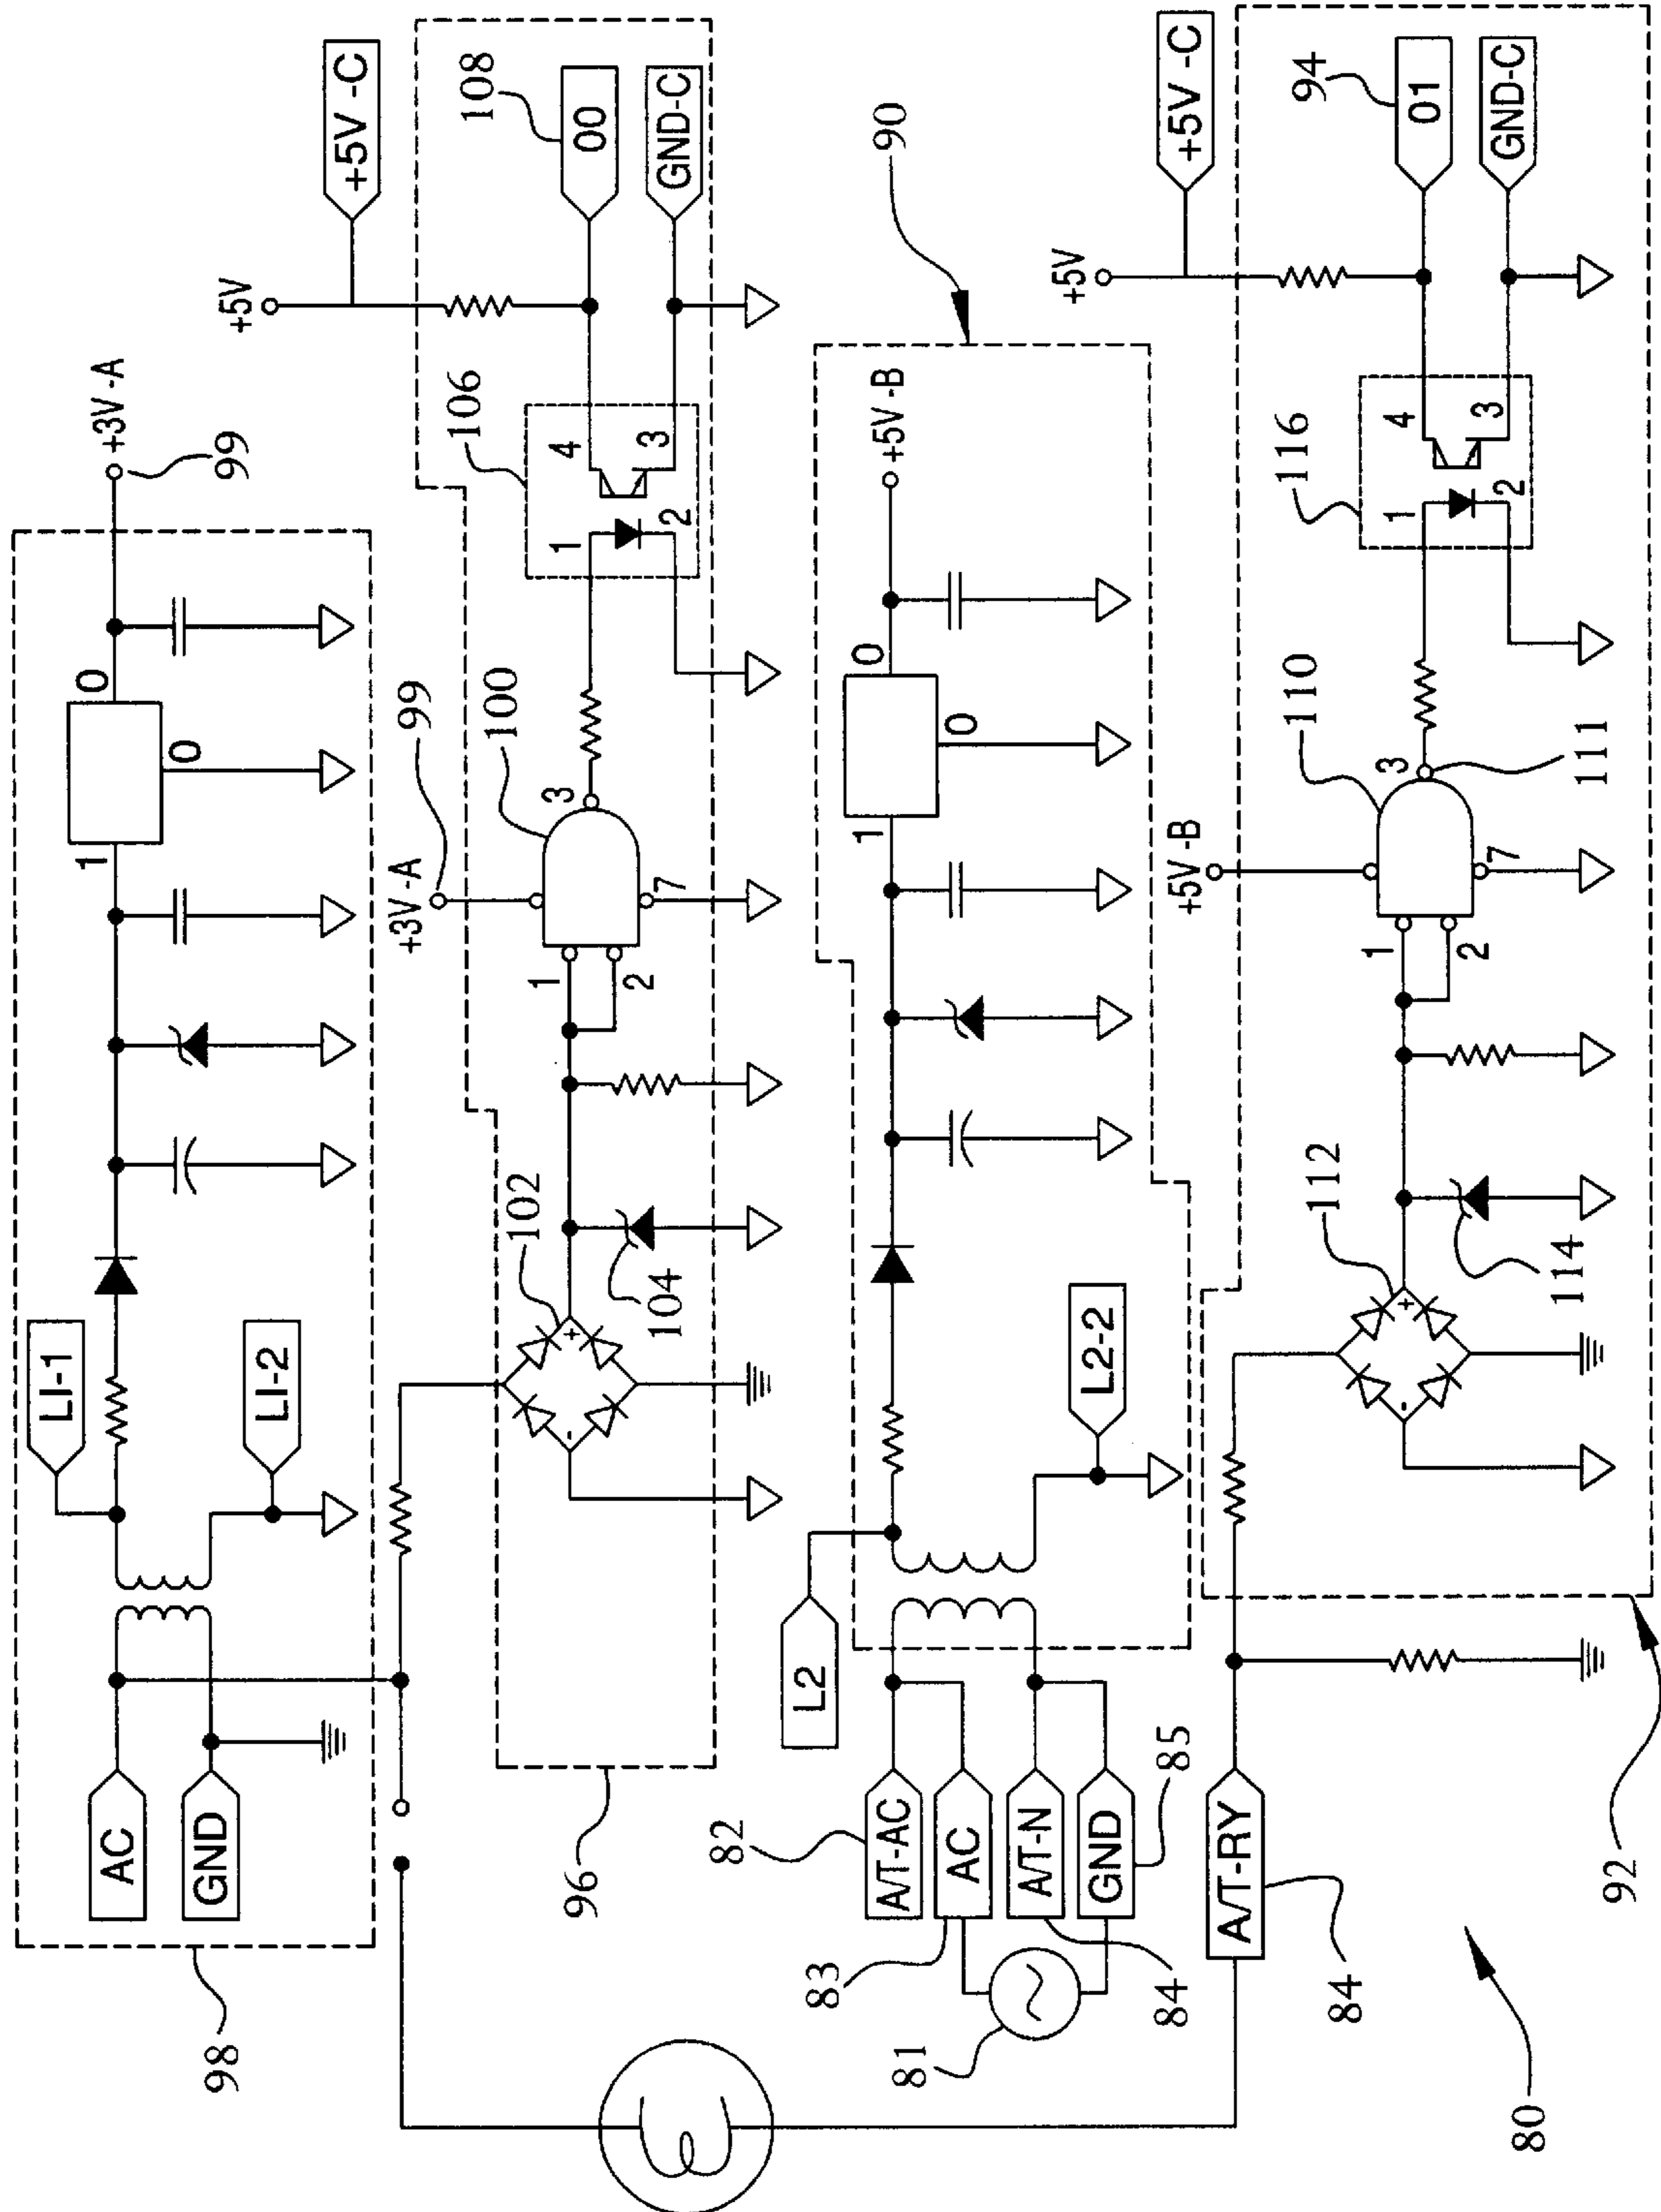 98
AC
GND
LI-1
LI-2
1
0
0
+3V -A
99
+5V
+5V -C
96
102
+
-
104
+3V -A
99
100
1
2
3
7
106
1
2
4
3
108
00
GND-C
L2
L2-2
1
0
0
+5V -B
90
82
A/T-AC
83
AC
A/T-N
84
GND
85
81
+5V
+5V -C
A/T-RY
84
112
+
-
114
+5V -B
110
1
2
3
7
111
116
1
2
4
3
94
01
GND-C
92
80